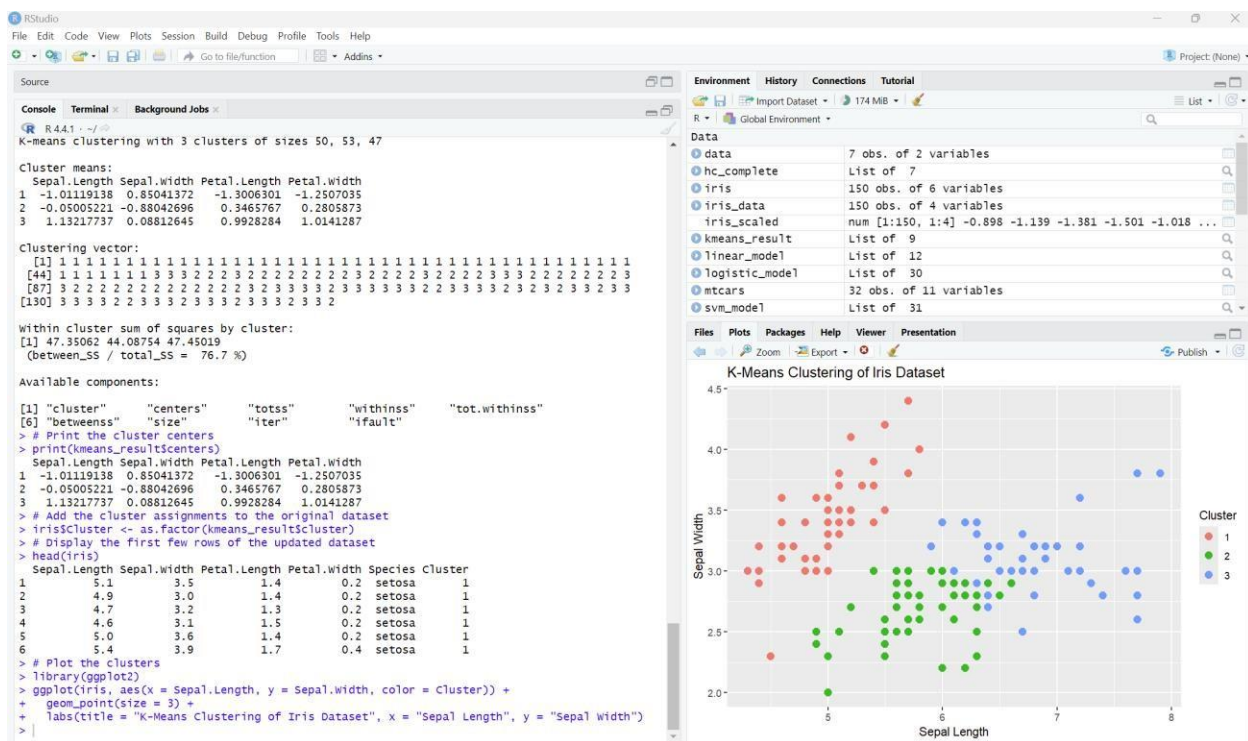 RStudio
File Edit Code View Plots Session Build Debug Profile Tools Help
Go to file/function Addins
Project: (None)
Source
Console Terminal Background Jobs
R 4.4.1 · ~/
K-means clustering with 3 clusters of sizes 50, 53, 47
Cluster means:
  Sepal.Length Sepal.Width Petal.Length Petal.Width
1  -1.01119138  0.85041372   -1.3006301  -1.2507035
2  -0.05005221 -0.88042696    0.3465767   0.2805873
3   1.13217737  0.08812645    0.9928284   1.0141287
Clustering vector:
  [1] 1 1 1 1 1 1 1 1 1 1 1 1 1 1 1 1 1 1 1 1 1 1 1 1 1 1 1 1 1 1 1 1 1 1 1 1 1 1 1 1 1 1 1
 [44] 1 1 1 1 1 1 1 3 3 3 2 2 2 3 2 2 2 2 2 2 2 2 3 2 2 2 2 3 2 2 2 2 3 3 3 2 2 2 2 2 2 2 3
 [87] 3 2 2 2 2 2 2 2 2 2 2 2 2 2 3 2 3 3 3 2 3 3 3 3 3 3 2 2 3 3 3 3 2 3 2 3 2 3 3 2 3 3
[130] 3 3 3 3 2 2 3 3 3 2 3 3 3 2 3 3 3 2 3 3 2
Within cluster sum of squares by cluster:
[1] 47.35062 44.08754 47.45019
 (between_SS / total_SS =  76.7 %)
Available components:
[1] "cluster" "centers" "totss" "withinss" "tot.withinss"
[6] "betweenss" "size" "iter" "ifault"
> # Print the cluster centers
> print(kmeans_result$centers)
  Sepal.Length Sepal.Width Petal.Length Petal.Width
1  -1.01119138  0.85041372   -1.3006301  -1.2507035
2  -0.05005221 -0.88042696    0.3465767   0.2805873
3   1.13217737  0.08812645    0.9928284   1.0141287
> # Add the cluster assignments to the original dataset
> iris$Cluster <- as.factor(kmeans_result$cluster)
> # Display the first few rows of the updated dataset
> head(iris)
  Sepal.Length Sepal.Width Petal.Length Petal.Width Species Cluster
1 5.1 3.5 1.4 0.2 setosa 1
2 4.9 3.0 1.4 0.2 setosa 1
3 4.7 3.2 1.3 0.2 setosa 1
4 4.6 3.1 1.5 0.2 setosa 1
5 5.0 3.6 1.4 0.2 setosa 1
6 5.4 3.9 1.7 0.4 setosa 1
> # Plot the clusters
> library(ggplot2)
> ggplot(iris, aes(x = Sepal.Length, y = Sepal.Width, color = Cluster)) +
+   geom_point(size = 3) +
+   labs(title = "K-Means Clustering of Iris Dataset", x = "Sepal Length", y = "Sepal Width")
>
Environment History Connections Tutorial
Import Dataset 174 MiB List
R Global Environment
Data
data 7 obs. of 2 variables
hc_complete List of 7
iris 150 obs. of 6 variables
iris_data 150 obs. of 4 variables
iris_scaled num [1:150, 1:4] -0.898 -1.139 -1.381 -1.501 -1.018 ...
kmeans_result List of 9
linear_model List of 12
logistic_model List of 30
mtcars 32 obs. of 11 variables
svm_model List of 31
Files Plots Packages Help Viewer Presentation
Zoom Export Publish
K-Means Clustering of Iris Dataset
4.5
4.0
3.5
3.0
2.5
2.0
Sepal Width
5 6 7 8
Sepal Length
Cluster
1
2
3